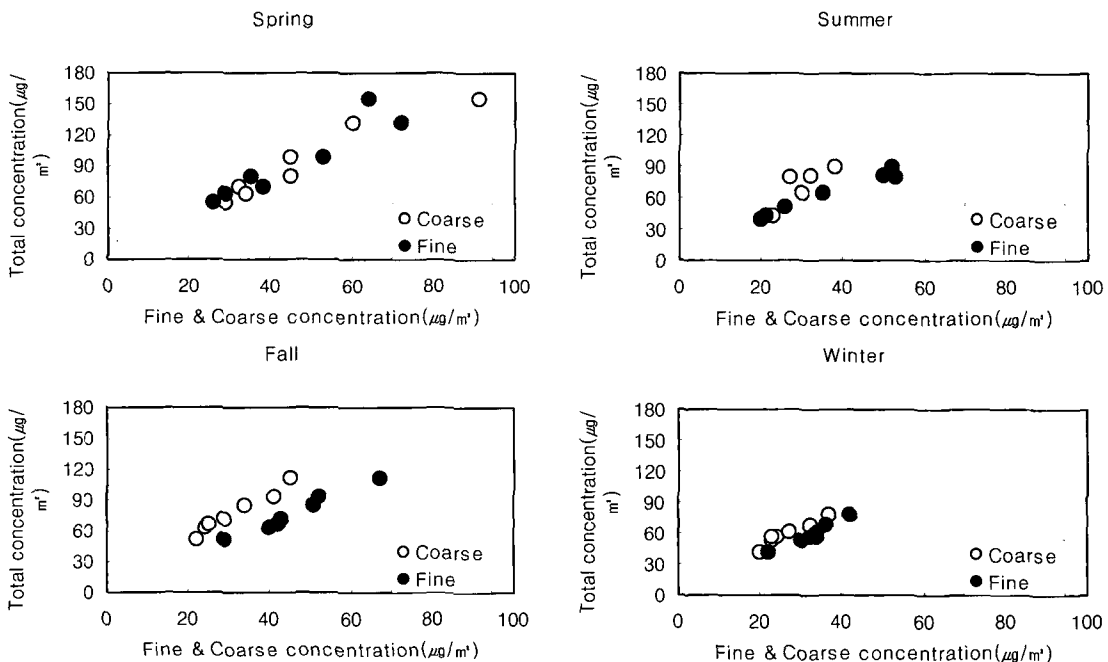 Spring
Total concentration(㎍/㎥)
180
150
120
90
60
30
0
Coarse
Fine
0 20 40 60 80 100
Fine & Coarse concentration(㎍/㎥)
Summer
Total concentration(㎍/㎥)
180
150
120
90
60
30
0
Coarse
Fine
0 20 40 60 80 100
Fine & Coarse concentration(㎍/㎥)
Fall
Total concentration(㎍/㎥)
180
150
120
90
60
30
0
Coarse
Fine
0 20 40 60 80 100
Fine & Coarse concentration(㎍/㎥)
Winter
Total concentration(㎍/㎥)
180
150
120
90
60
30
0
Coarse
Fine
0 20 40 60 80 100
Fine & Coarse concentration(㎍/㎥)